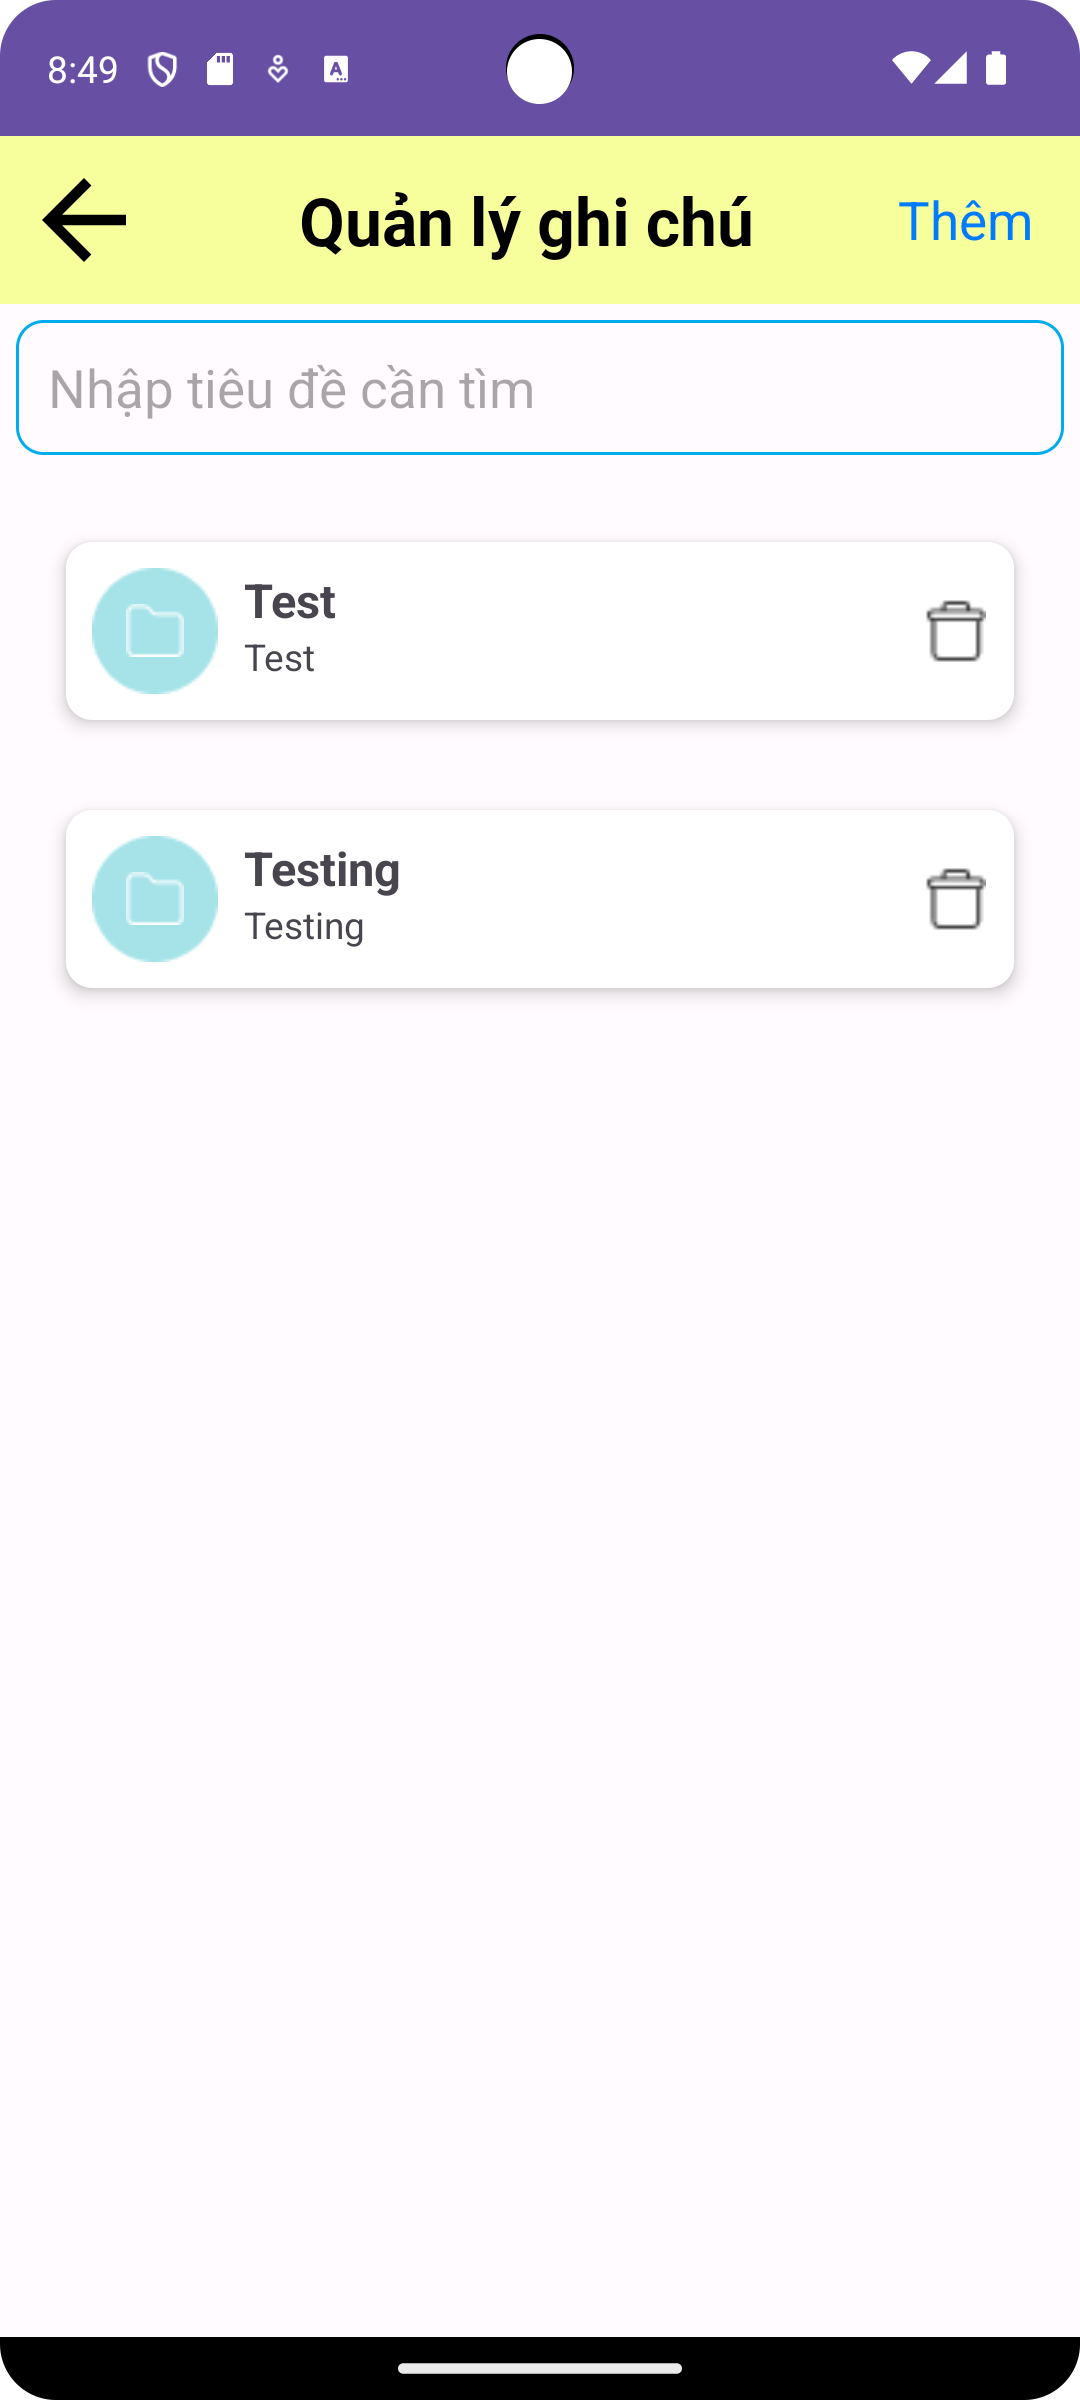 8:49
Quản lý ghi chú
Thêm
Nhập tiêu đề cần tìm
Test
Test
Testing
Testing